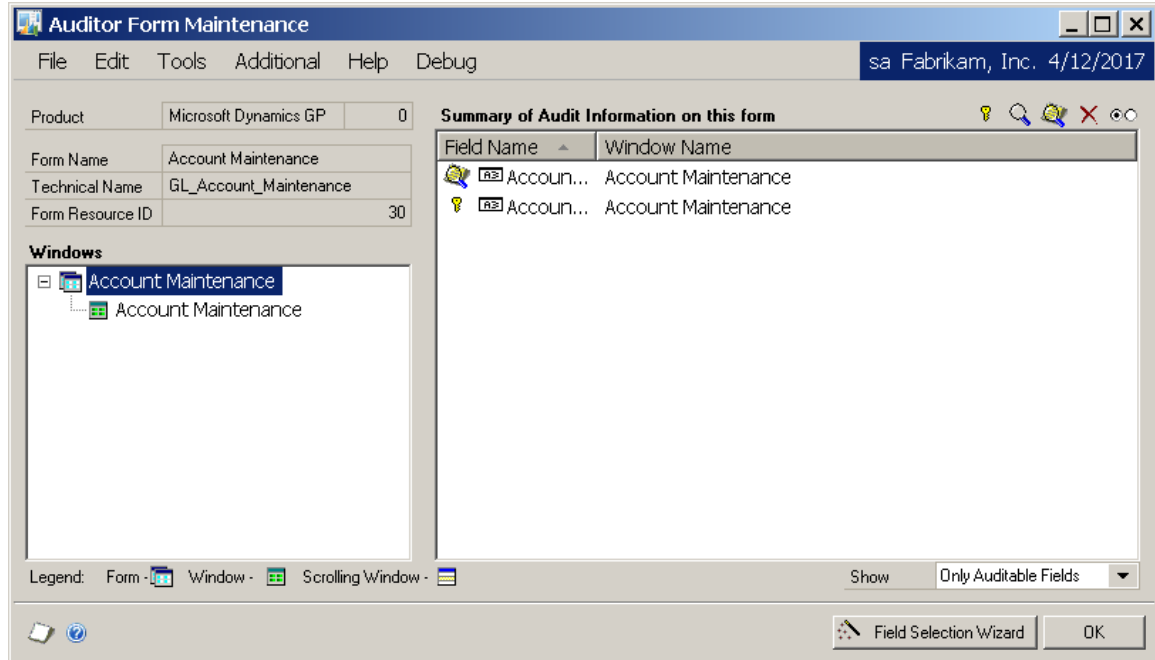 Auditor Form Maintenance
File Edit Tools Additional Help Debug sa Fabrikam, Inc. 4/12/2017
Product Microsoft Dynamics GP 0
Form Name Account Maintenance
Technical Name GL_Account_Maintenance
Form Resource ID 30
Windows
Account Maintenance
Account Maintenance
Summary of Audit Information on this form
Field Name Window Name
Accoun... Account Maintenance
Accoun... Account Maintenance
Legend: Form - Window - Scrolling Window -
Show Only Auditable Fields
Field Selection Wizard OK